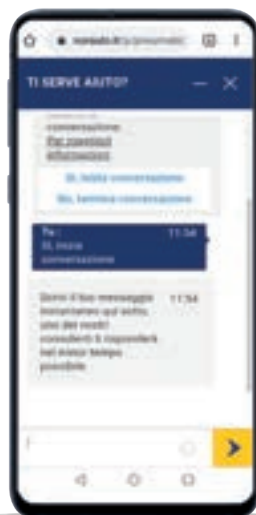 TI SERVE AIUTO?
conversazione
Per maggiori
informazioni
Sì, inizia conversazione
No, termina conversazione
Tu: 11:54
Sì, inizia
conversazione
Scrivi il tuo messaggio 11:54
istantaneo qui sotto,
uno dei nostri
consulenti ti risponderà
nel minor tempo
possibile